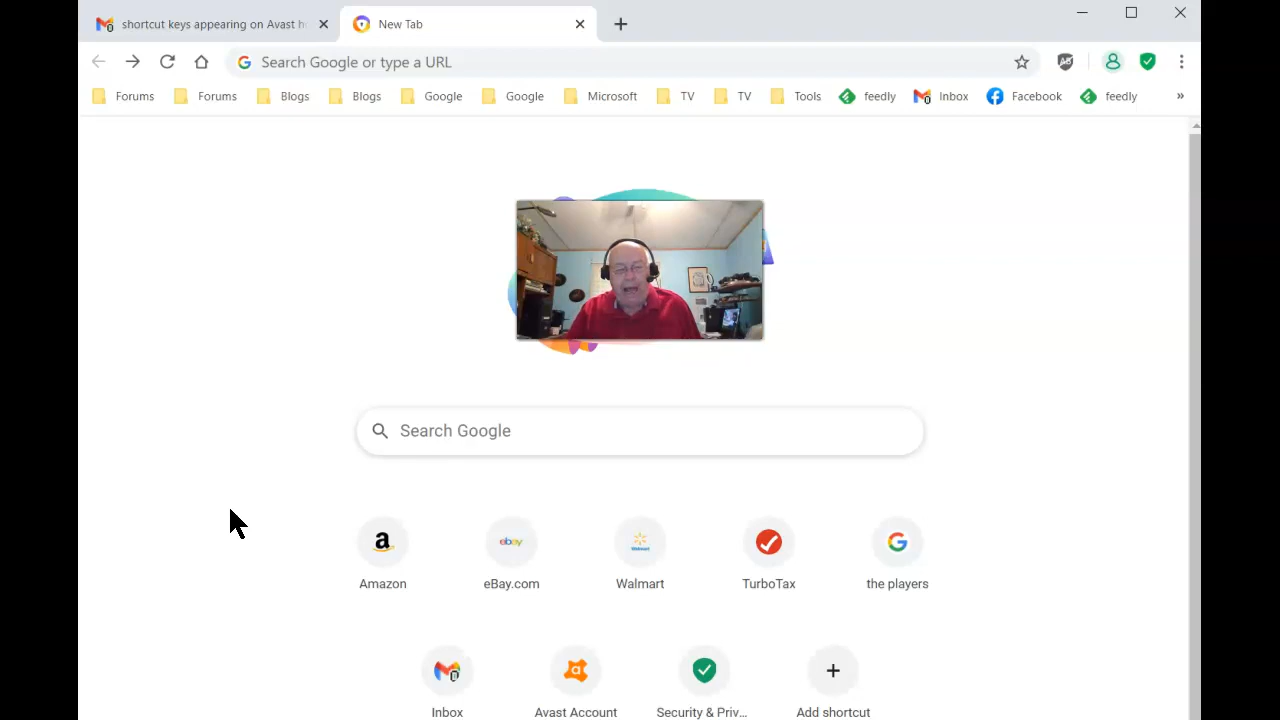 shortcut keys appearing on Avast h
New Tab
Search Google or type a URL
Forums
Forums
Blogs
Blogs
Google
Google
Microsoft
TV
TV
Tools
feedly
Inbox
Facebook
feedly
»
Search Google
a
ebay
Walmart
Amazon
eBay.com
Walmart
TurboTax
the players
Inbox
Avast Account
Security & Priv...
Add shortcut